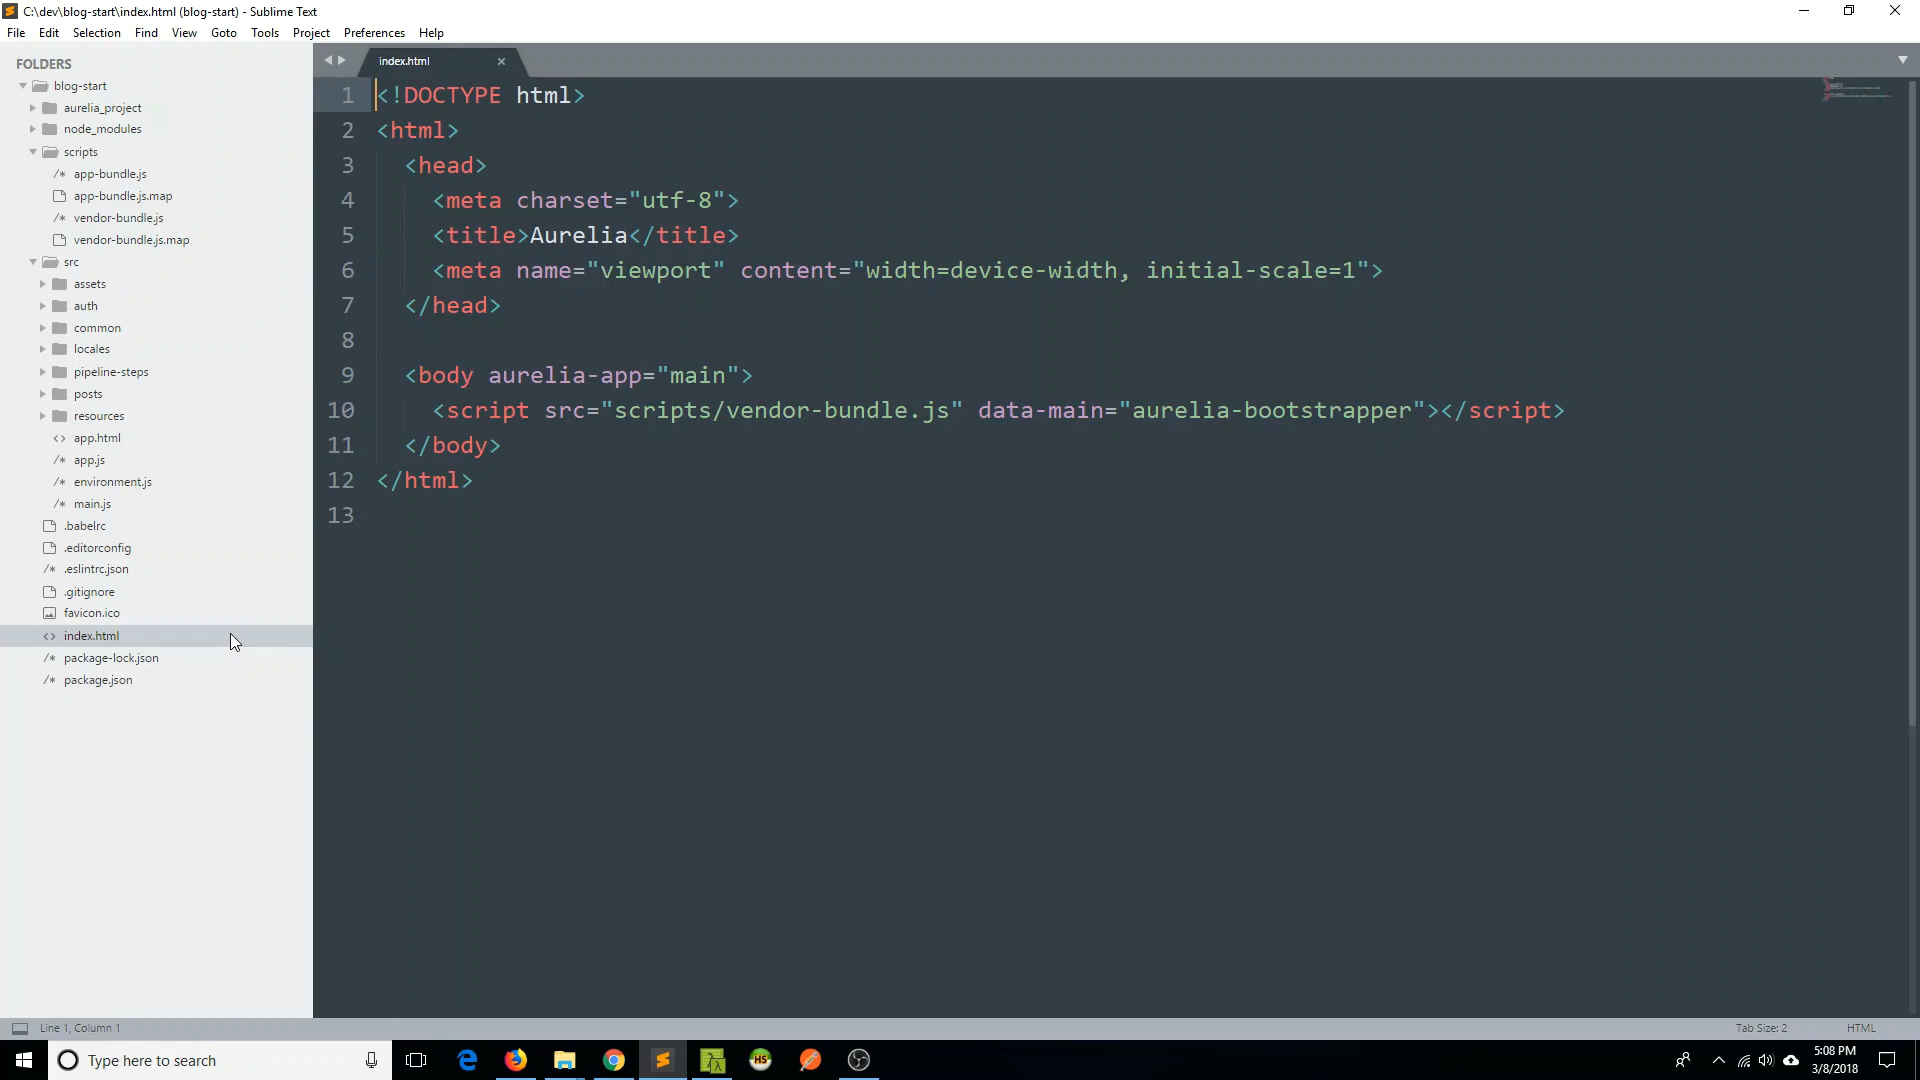 C:\dev\blog-start\index.html (blog-start) - Sublime Text
File Edit Selection Find View Goto Tools Project Preferences Help
FOLDERS
blog-start
aurelia_project
node_modules
scripts
/* app-bundle.js
app-bundle.js.map
/* vendor-bundle.js
vendor-bundle.js.map
src
assets
auth
common
locales
pipeline-steps
posts
resources
<> app.html
/* app.js
/* environment.js
/* main.js
.babelrc
.editorconfig
/* .eslintrc.json
.gitignore
favicon.ico
<> index.html
/* package-lock.json
/* package.json
index.html
1 <!DOCTYPE html>
2 <html>
3 <head>
4 <meta charset="utf-8">
5 <title>Aurelia</title>
6 <meta name="viewport" content="width=device-width, initial-scale=1">
7 </head>
8
9 <body aurelia-app="main">
10 <script src="scripts/vendor-bundle.js" data-main="aurelia-bootstrapper"></script>
11 </body>
12 </html>
13
Line 1, Column 1
Tab Size: 2
HTML
Type here to search
HS
5:08 PM
3/8/2018